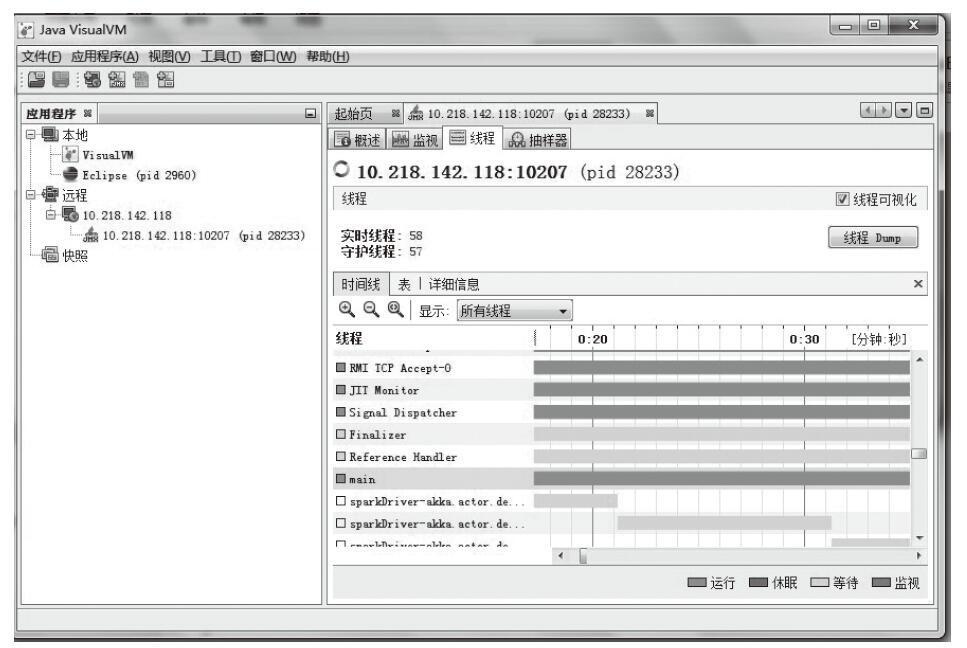 Java VisualVM
文件(F) 应用程序(A) 视图(V) 工具(T) 窗口(W) 帮助(H)
应用程序
本地
VisualVM
Eclipse (pid 2960)
远程
10.218.142.118
10.218.142.118:10207 (pid 28233)
快照
起始页 10.218.142.118:10207 (pid 28233)
概述 监视 线程 抽样器
10.218.142.118:10207 (pid 28233)
线程 线程可视化
实时线程: 58
守护线程: 57
线程 Dump
时间线 表 详细信息
显示: 所有线程
线程 0:20 0:30 [分钟:秒]
RMI TCP Accept-0
JIT Monitor
Signal Dispatcher
Finalizer
Reference Handler
main
sparkDriver-akka.actor.de...
sparkDriver-akka.actor.de...
运行 休眠 等待 监视